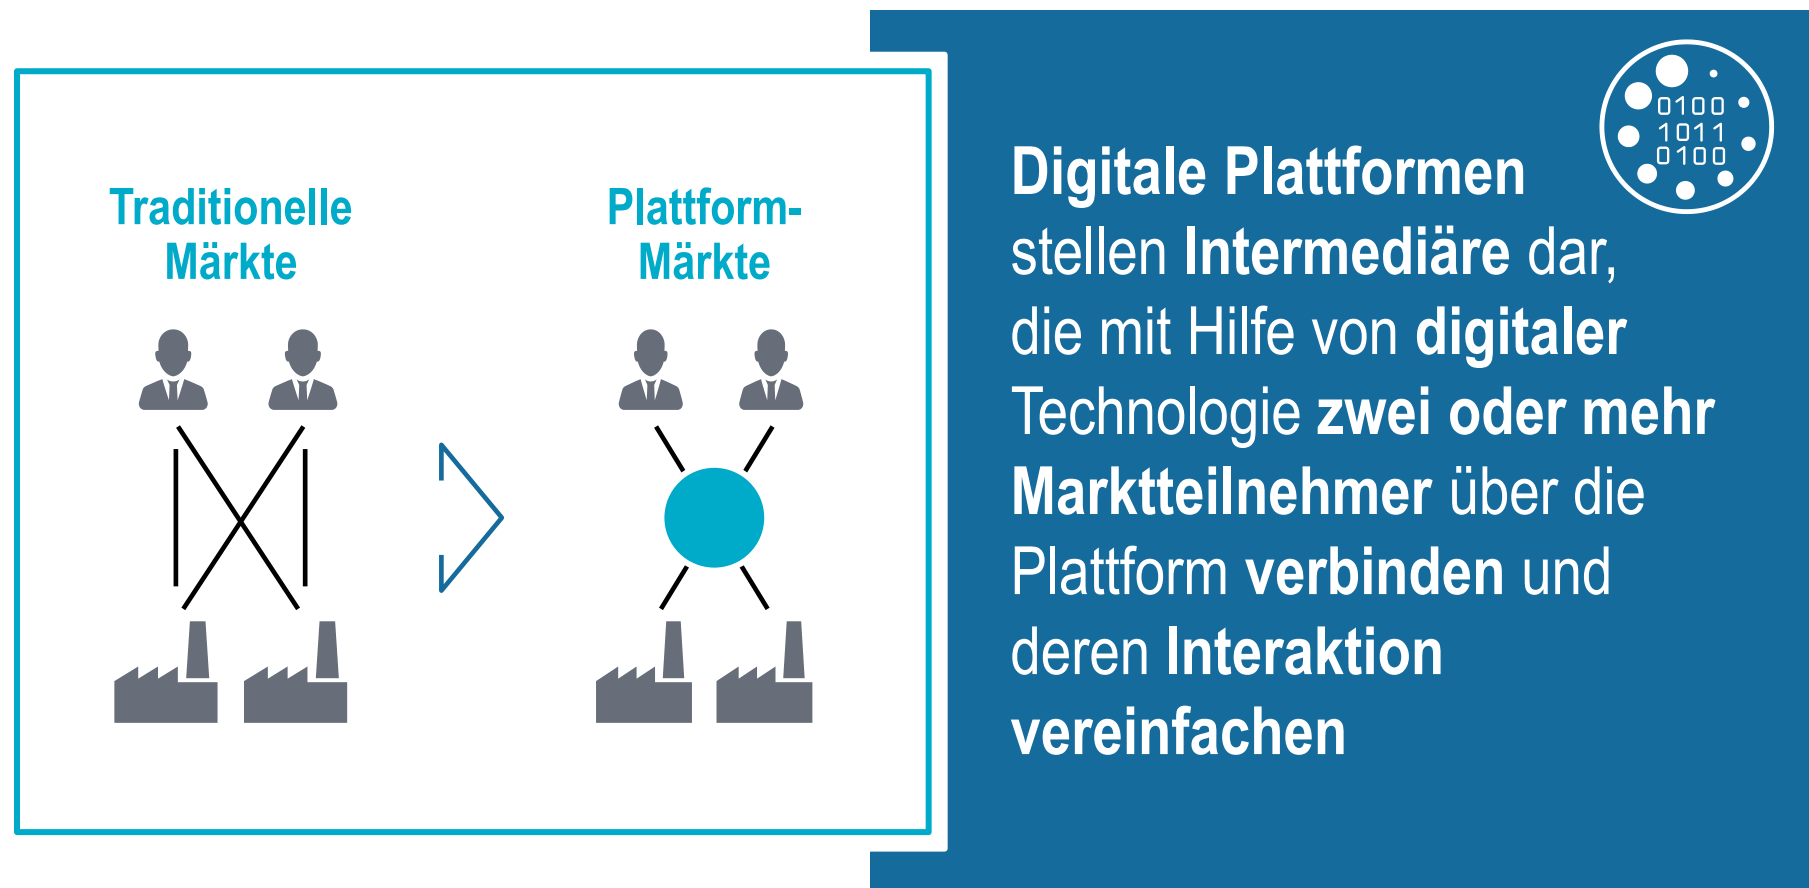 Traditionelle
Märkte
Plattform-
Märkte
Digitale Plattformen
stellen Intermediäre dar,
die mit Hilfe von digitaler
Technologie zwei oder mehr
Marktteilnehmer über die
Plattform verbinden und
deren Interaktion
vereinfachen
0100
1011
0100